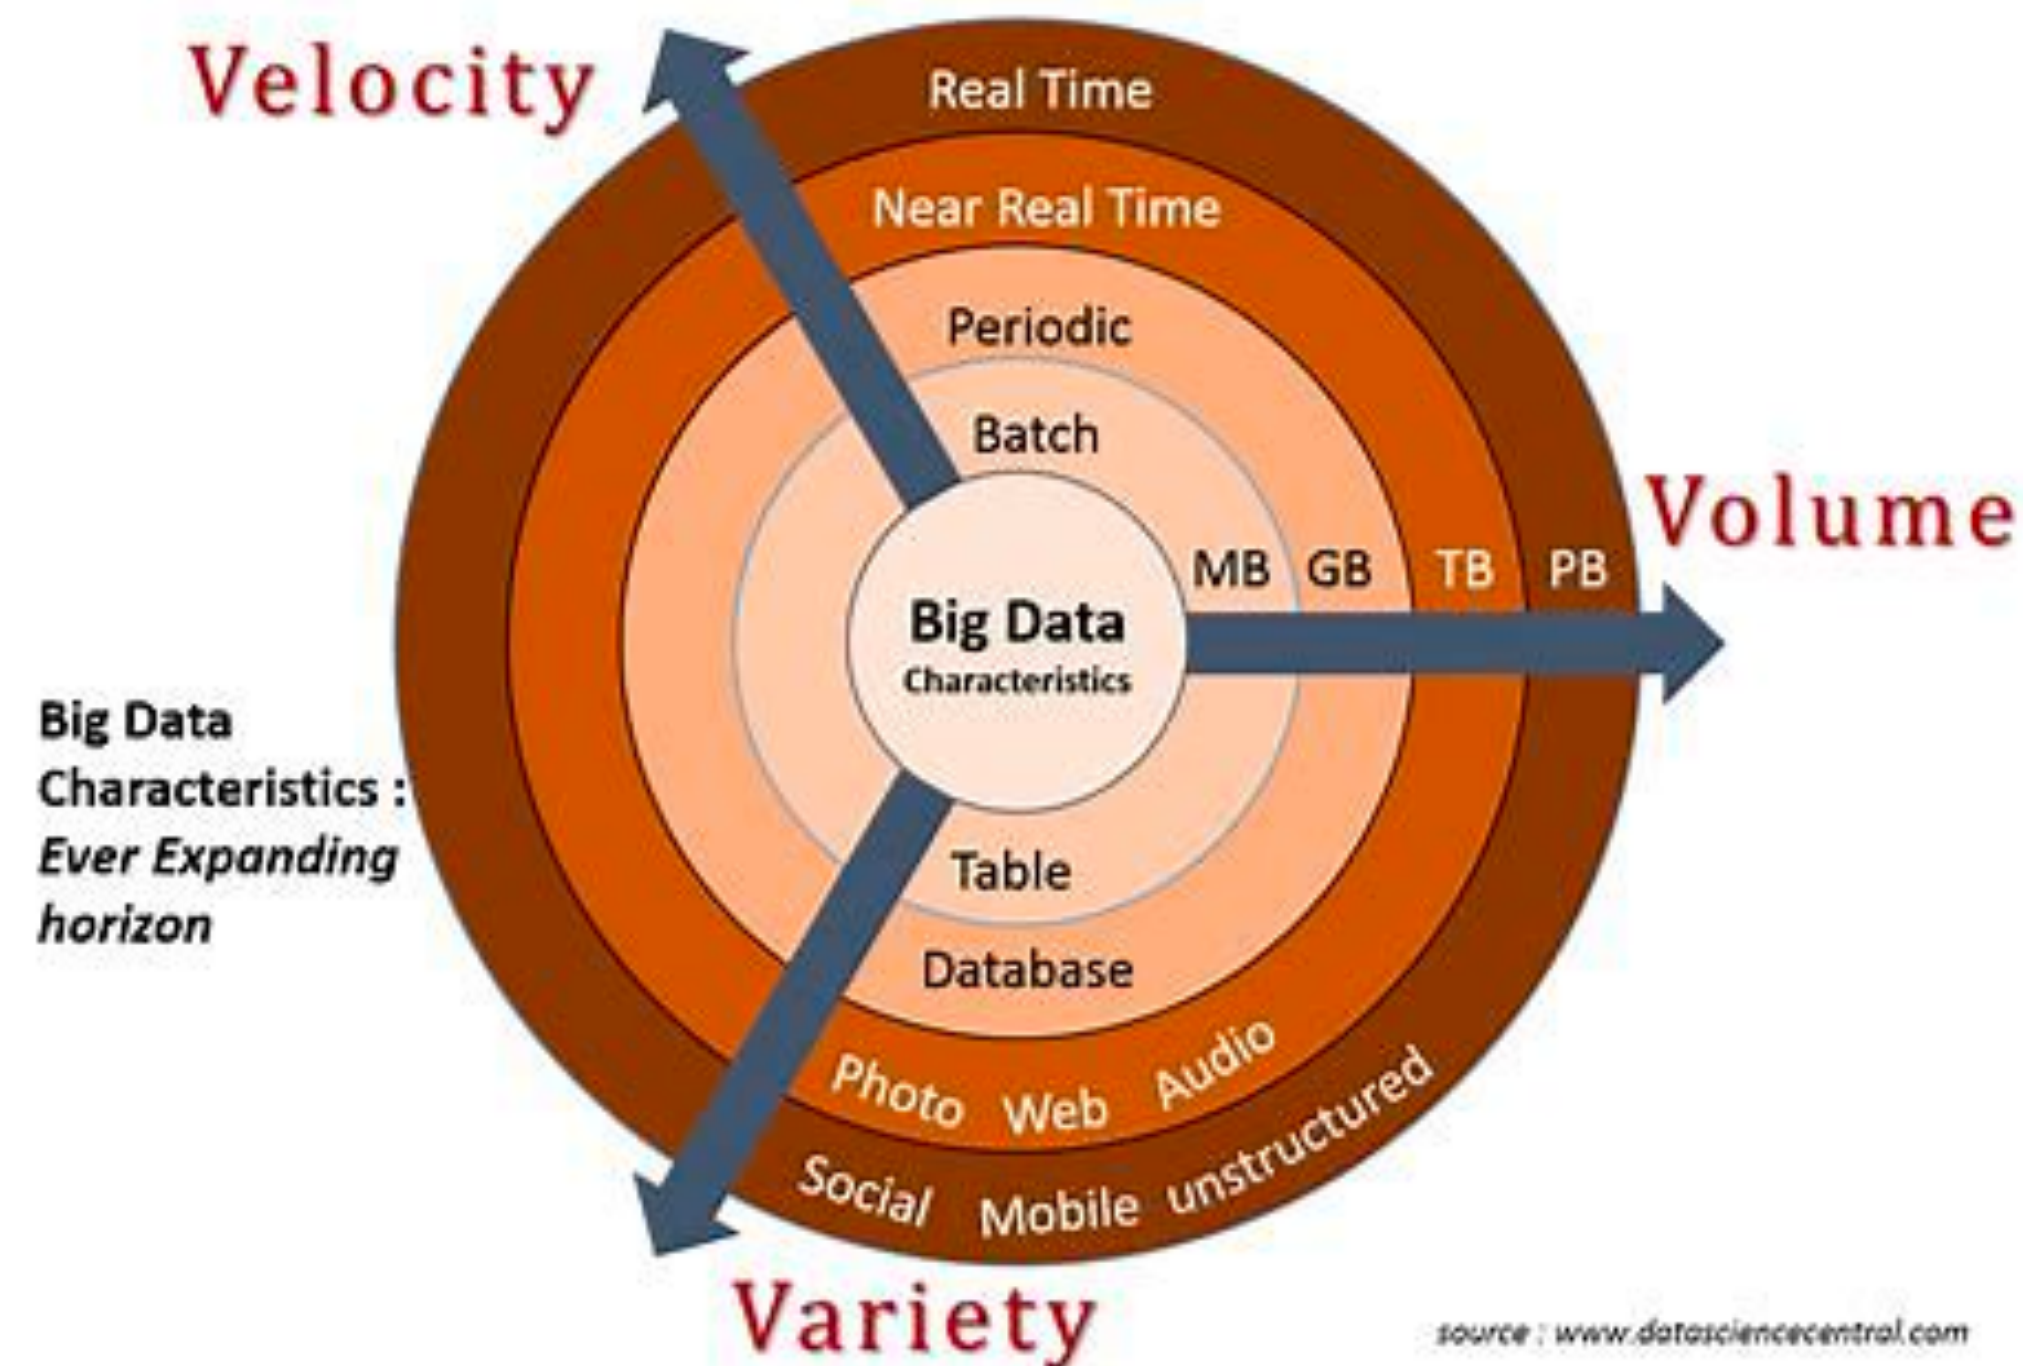 Velocity
Real Time
Near Real Time
Periodic
Batch
Volume
MB GB TB PB
Big Data
Characteristics
Big Data
Characteristics :
Ever Expanding
horizon
Table
Database
Photo Web Audio
Social Mobile unstructured
Variety
source : www.datasciencecentral.com